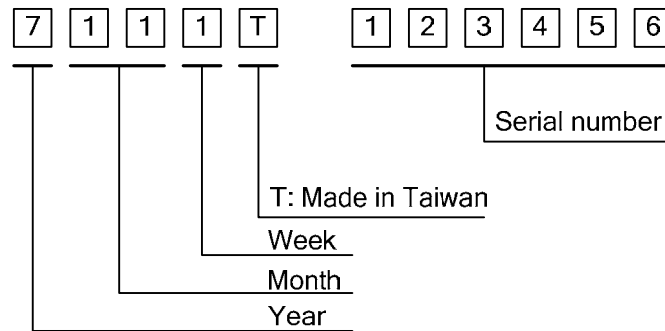 7 1 1 1 T 1 2 3 4 5 6
Serial number
T: Made in Taiwan
Week
Month
Year